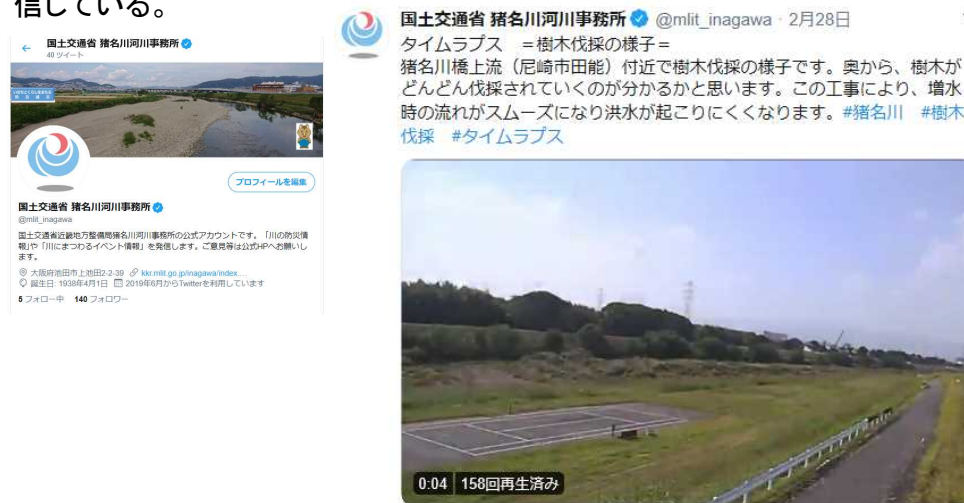 信している。
国土交通省 猪名川河川事務所
40 ツイート
プロフィールを編集
国土交通省 猪名川河川事務所
@mlit_inagawa
国土交通省近畿地方整備局猪名川河川事務所の公式アカウントです。「川の防災情
報」や「川にまつわるイベント情報」を発信します。ご意見等は公式HPへお願いし
ます。
大阪府池田市上池田2-2-39 kkr.mlit.go.jp/inagawa/index....
誕生日: 1938年4月1日 2019年6月からTwitterを利用しています
5 フォロー中 140 フォロワー
国土交通省 猪名川河川事務所 @mlit_inagawa · 2月28日
タイムラプス =樹木伐採の様子=
猪名川橋上流（尼崎市田能）付近で樹木伐採の様子です。奥から、樹木が
どんどん伐採されていくのが分かるかと思います。この工事により、増水
時の流れがスムーズになり洪水が起こりにくくなります。#猪名川 #樹木
伐採 #タイムラプス
0:04 158回再生済み